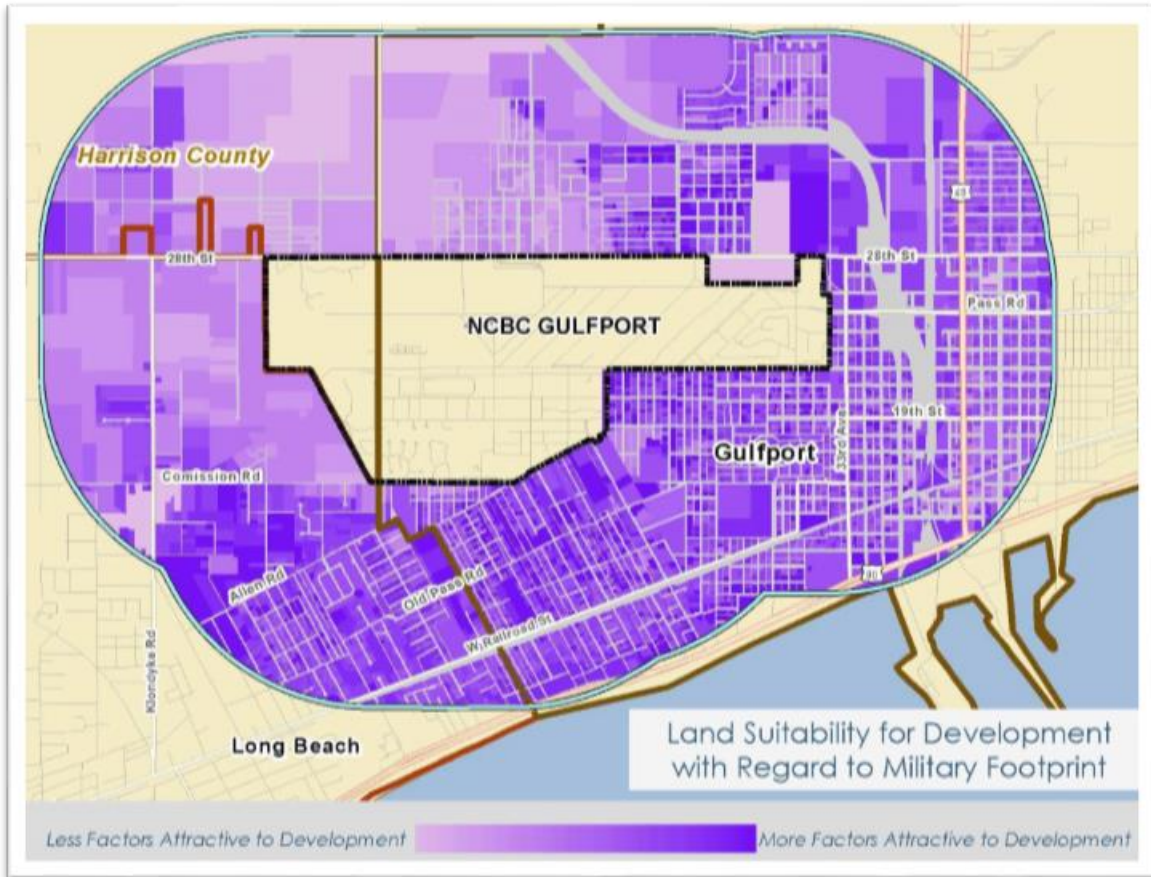 Harrison County
49
28th St
28th St
Pass Rd
NCBC GULFPORT
19th St
33rd Ave
Gulfport
Comission Rd
90
Allen Rd
Old Pass Rd
W Railroad St
Klondyke Rd
Long Beach
Land Suitability for Development
with Regard to Military Footprint
Less Factors Attractive to Development
More Factors Attractive to Development